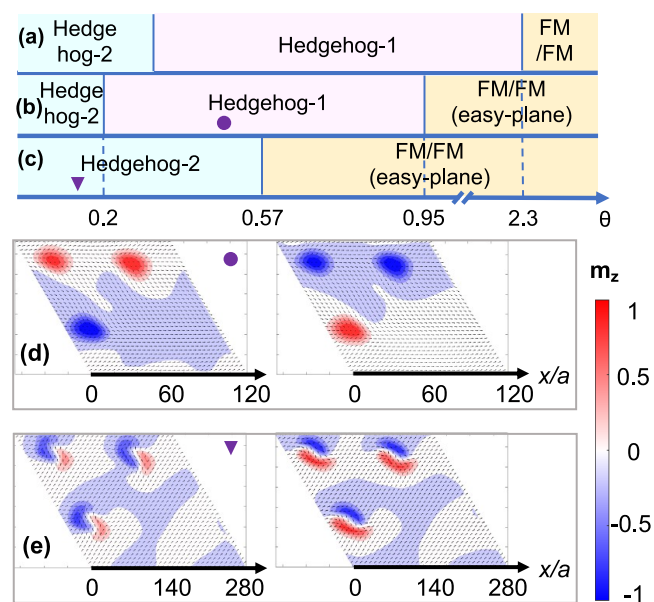 (a) Hedge
hog-2
Hedgehog-1
FM
/FM
(b) Hedge
hog-2
Hedgehog-1
FM/FM
(easy-plane)
(c) Hedgehog-2
FM/FM
(easy-plane)
0.2 0.57 0.95 2.3 θ
(d)
0 60 120 x/a
0 60 120 x/a
(e)
0 140 280 x/a
0 140 280 x/a
m_z
1
0.5
0
-0.5
-1